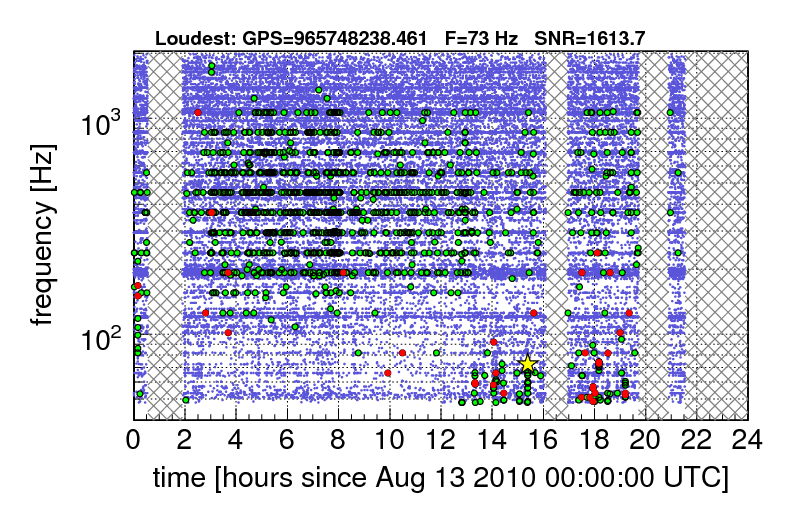 Loudest: GPS=965748238.461 F=73 Hz SNR=1613.7
frequency [Hz]
10³
10²
0 2 4 6 8 10 12 14 16 18 20 22 24
time [hours since Aug 13 2010 00:00:00 UTC]